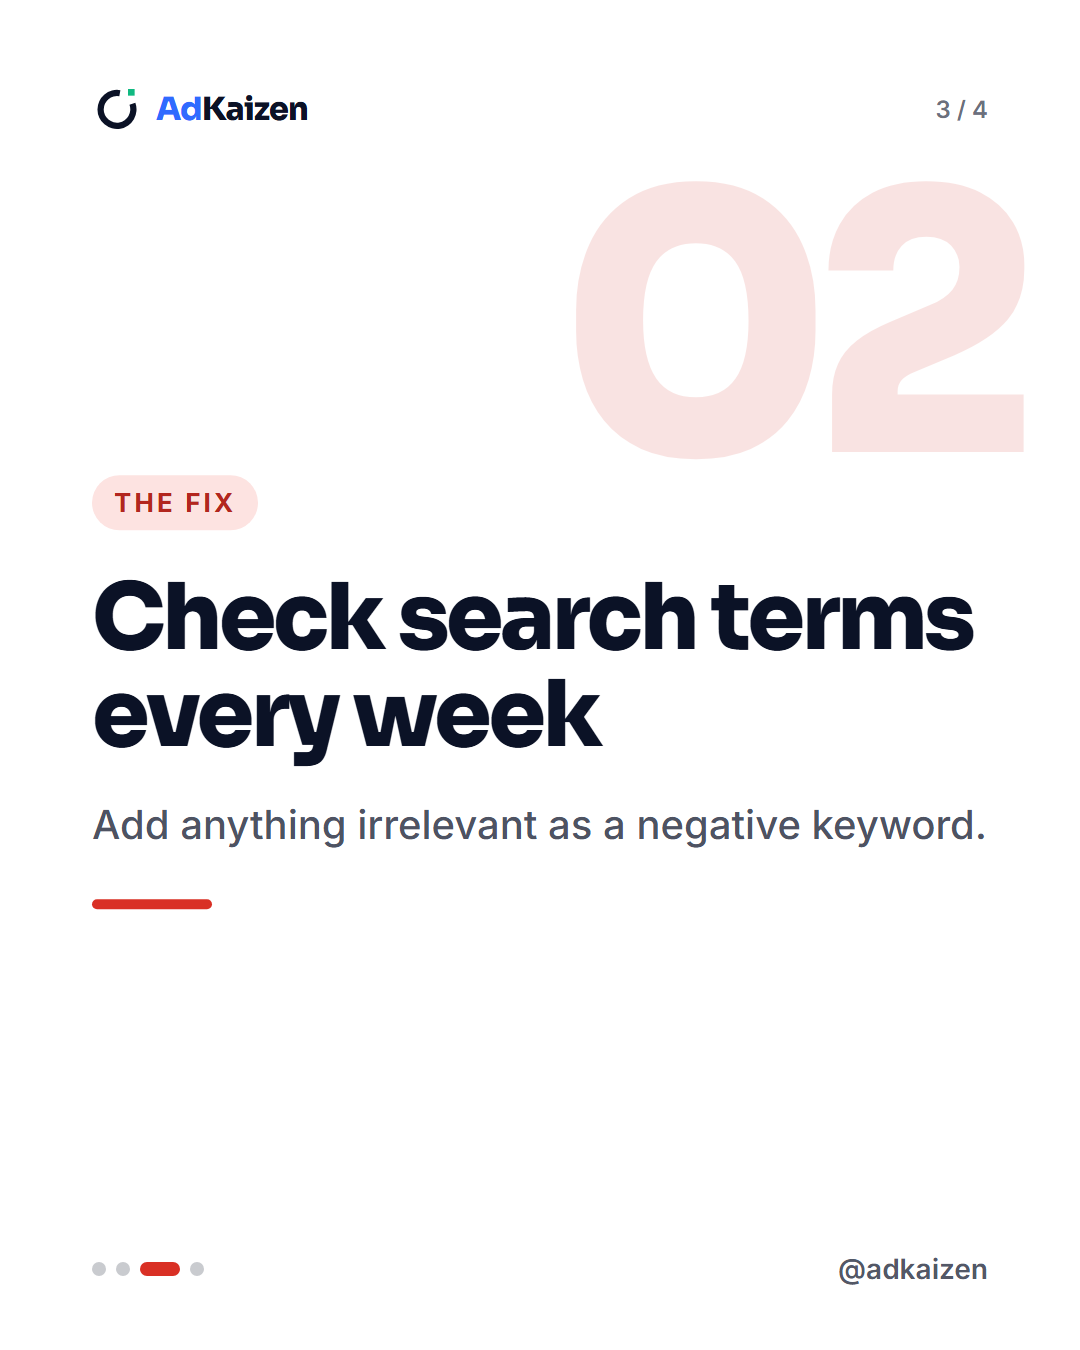 AdKaizen
3 / 4
02
THE FIX
Check search terms
every week
Add anything irrelevant as a negative keyword.
@adkaizen